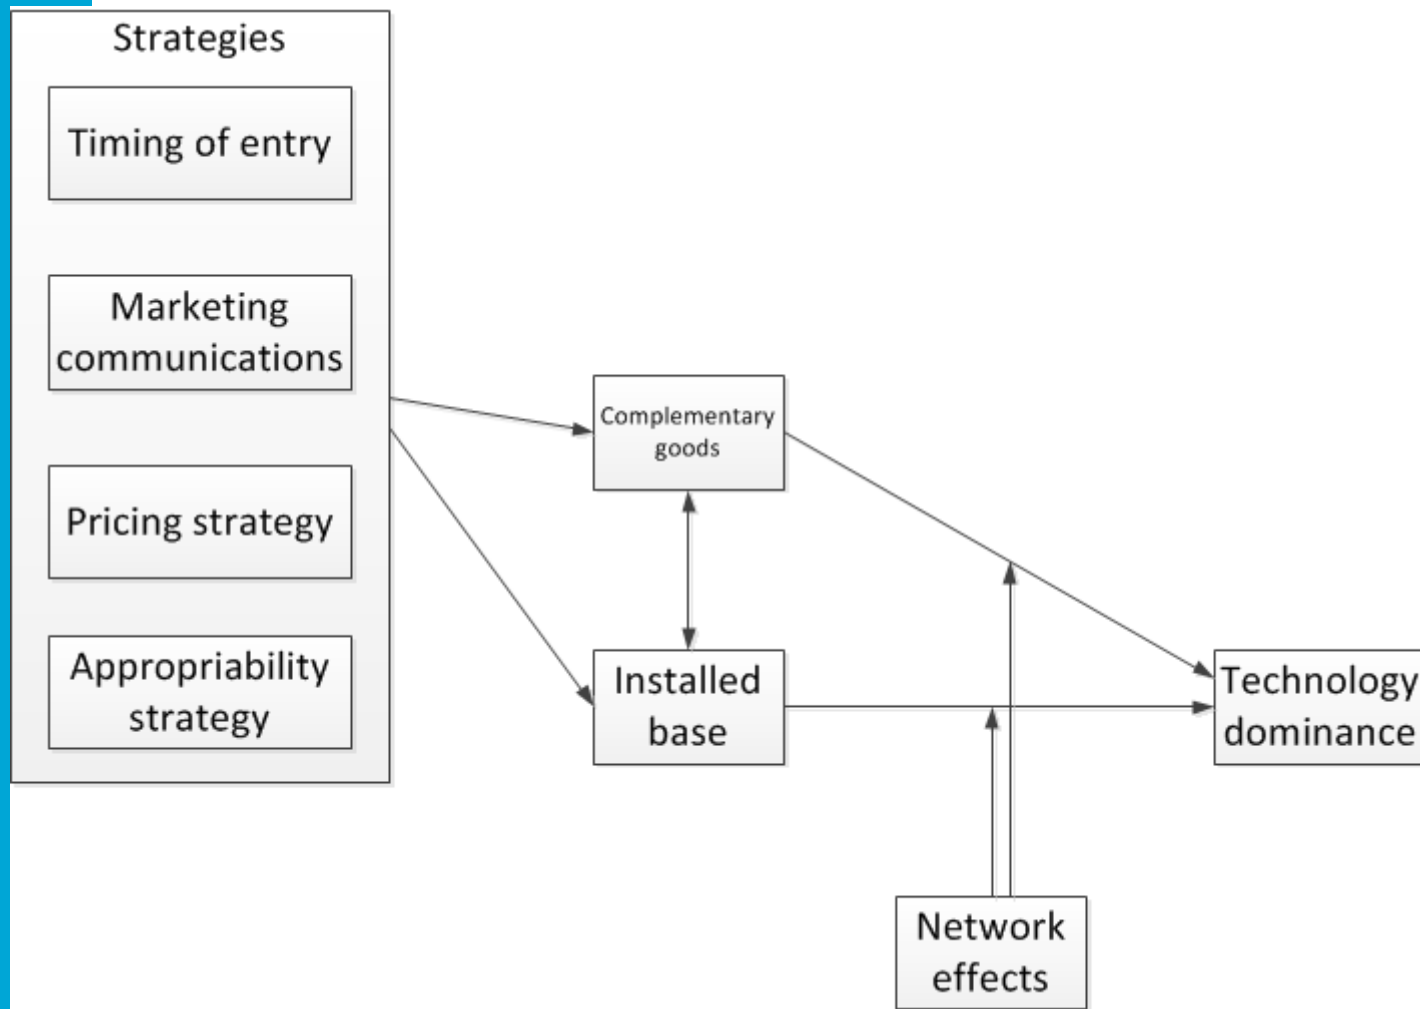 Strategies
Timing of entry
Marketing
communications
Pricing strategy
Appropriability
strategy
Complementary
goods
Installed
base
Technology
dominance
Network
effects